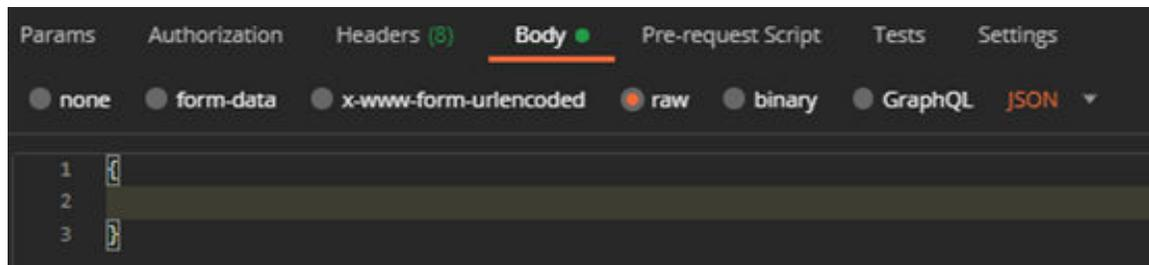 Params Authorization Headers (8) Body Pre-request Script Tests Settings
none form-data x-www-form-urlencoded raw binary GraphQL JSON
1 {
2
3 }